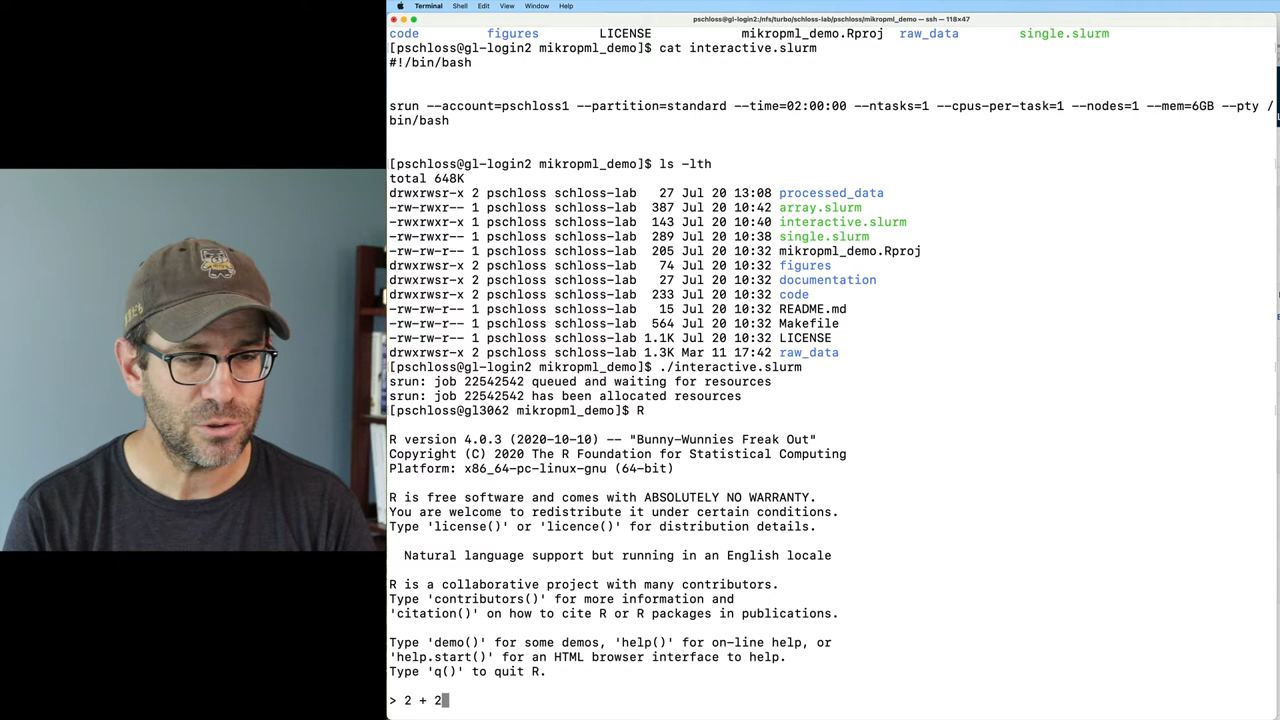 Terminal Shell Edit View Window Help
pschloss@gl-login2:/nfs/turbo/schloss-lab/pschloss/mikropml_demo — ssh — 118×47
code figures LICENSE mikropml_demo.Rproj raw_data single.slurm
[pschloss@gl-login2 mikropml_demo]$ cat interactive.slurm
#!/bin/bash
srun --account=pschloss1 --partition=standard --time=02:00:00 --ntasks=1 --cpus-per-task=1 --nodes=1 --mem=6GB --pty /
bin/bash
[pschloss@gl-login2 mikropml_demo]$ ls -lth
total 648K
drwxrwsr-x 2 pschloss schloss-lab 27 Jul 20 13:08 processed_data
-rw-rwxr-- 1 pschloss schloss-lab 387 Jul 20 10:42 array.slurm
-rw-rwxr-- 1 pschloss schloss-lab 143 Jul 20 10:40 interactive.slurm
-rw-rwxr-- 1 pschloss schloss-lab 289 Jul 20 10:38 single.slurm
-rw-rw-r-- 1 pschloss schloss-lab 205 Jul 20 10:32 mikropml_demo.Rproj
drwxrwsr-x 2 pschloss schloss-lab 74 Jul 20 10:32 figures
drwxrwsr-x 2 pschloss schloss-lab 27 Jul 20 10:32 documentation
drwxrwsr-x 2 pschloss schloss-lab 233 Jul 20 10:32 code
-rw-rw-r-- 1 pschloss schloss-lab 15 Jul 20 10:32 README.md
-rw-rw-r-- 1 pschloss schloss-lab 564 Jul 20 10:32 Makefile
-rw-rw-r-- 1 pschloss schloss-lab 1.1K Jul 20 10:32 LICENSE
drwxrwsr-x 2 pschloss schloss-lab 1.3K Mar 11 17:42 raw_data
[pschloss@gl-login2 mikropml_demo]$ ./interactive.slurm
srun: job 22542542 queued and waiting for resources
srun: job 22542542 has been allocated resources
[pschloss@gl3062 mikropml_demo]$ R
R version 4.0.3 (2020-10-10) -- "Bunny-Wunnies Freak Out"
Copyright (C) 2020 The R Foundation for Statistical Computing
Platform: x86_64-pc-linux-gnu (64-bit)
R is free software and comes with ABSOLUTELY NO WARRANTY.
You are welcome to redistribute it under certain conditions.
Type 'license()' or 'licence()' for distribution details.
Natural language support but running in an English locale
R is a collaborative project with many contributors.
Type 'contributors()' for more information and
'citation()' on how to cite R or R packages in publications.
Type 'demo()' for some demos, 'help()' for on-line help, or
'help.start()' for an HTML browser interface to help.
Type 'q()' to quit R.
> 2 + 2